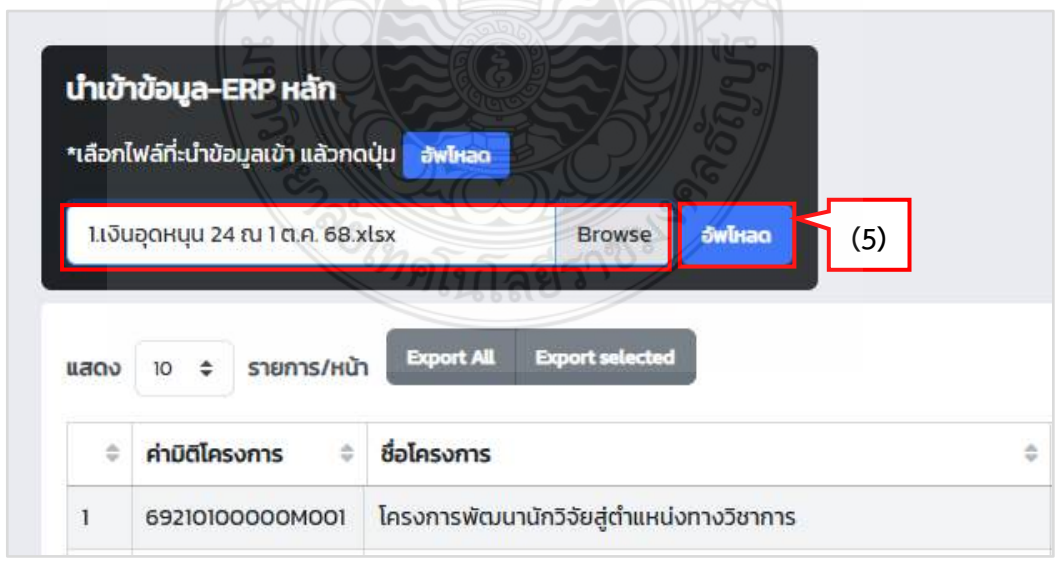 นำเข้าข้อมูล-ERP หลัก
*เลือกไฟล์ที่ะนำข้อมูลเข้า แล้วกดปุ่ม อัพโหลด
1.เงินอุดหนุน 24 ณ 1 ต.ค. 68.xlsx Browse อัพโหลด (5)
แสดง 10 รายการ/หน้า Export All Export selected
ค่ามิติโครงการ ชื่อโครงการ
1 69210100000M001 โครงการพัฒนานักวิจัยสู่ตำแหน่งทางวิชาการ